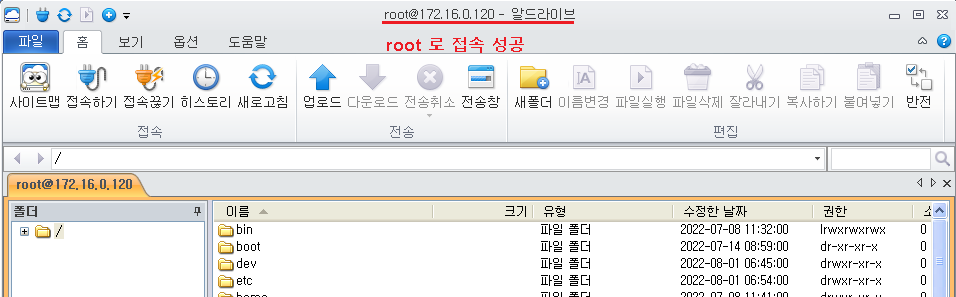 root@172.16.0.120 - 알드라이브
파일 홈 보기 옵션 도움말
root 로 접속 성공
사이트맵 접속하기 접속끊기 히스토리 새로고침 업로드 다운로드 전송취소 전송창 새폴더 이름변경 파일실행 파일삭제 잘라내기 복사하기 붙여넣기 반전
접속 전송 편집
/
root@172.16.0.120
폴더 이름 크기 유형 수정한 날짜 권한 소
/ bin 파일 폴더 2022-07-08 11:32:00 lrwxrwxrwx 0
boot 파일 폴더 2022-07-14 08:59:00 dr-xr-xr-x 0
dev 파일 폴더 2022-08-01 06:45:00 drwxr-xr-x 0
etc 파일 폴더 2022-08-01 06:54:00 drwxr-xr-x 0